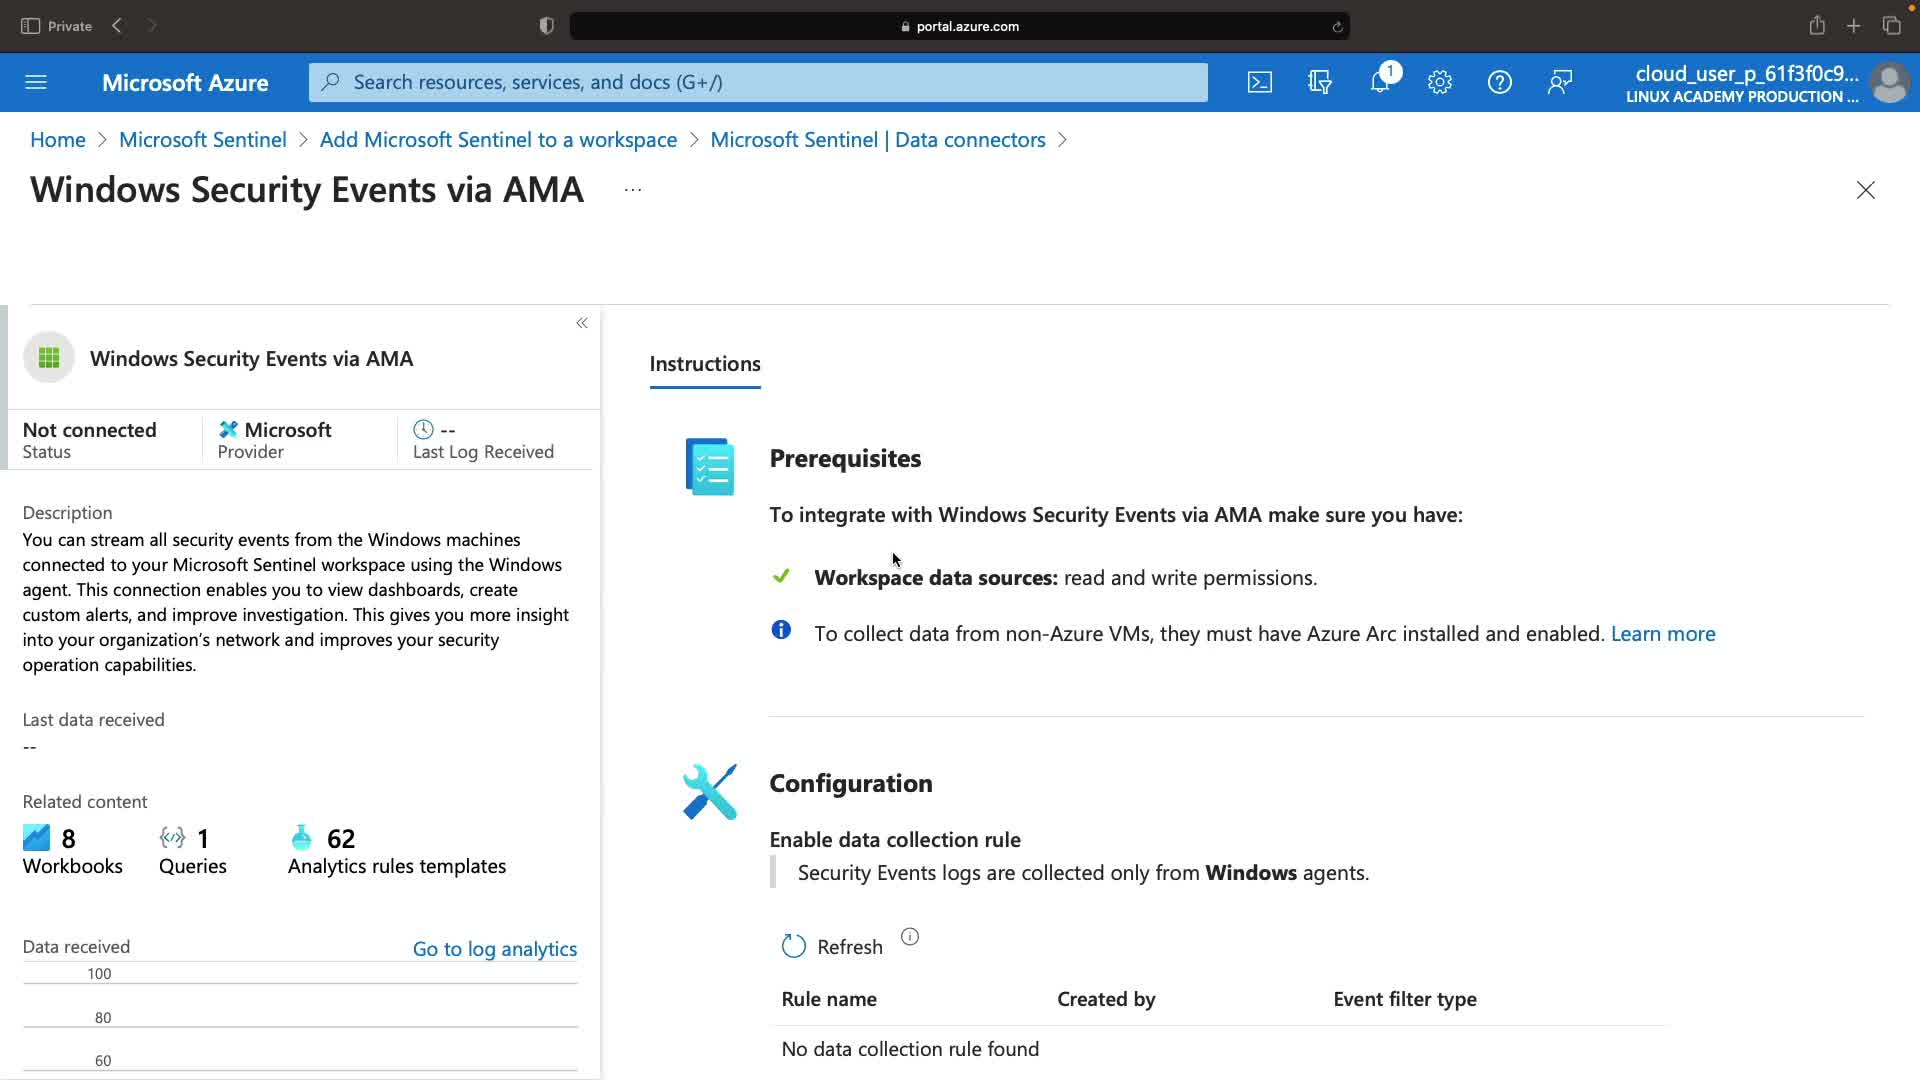 Private
portal.azure.com
Microsoft Azure
Search resources, services, and docs (G+/)
1
cloud_user_p_61f3f0c9...
LINUX ACADEMY PRODUCTION ...
Home > Microsoft Sentinel > Add Microsoft Sentinel to a workspace > Microsoft Sentinel | Data connectors >
Windows Security Events via AMA ...
Windows Security Events via AMA
Not connected
Status
Microsoft
Provider
--
Last Log Received
Description
You can stream all security events from the Windows machines
connected to your Microsoft Sentinel workspace using the Windows
agent. This connection enables you to view dashboards, create
custom alerts, and improve investigation. This gives you more insight
into your organization's network and improves your security
operation capabilities.
Last data received
--
Related content
8
Workbooks
1
Queries
62
Analytics rules templates
Data received
Go to log analytics
100
80
60
Instructions
Prerequisites
To integrate with Windows Security Events via AMA make sure you have:
Workspace data sources: read and write permissions.
To collect data from non-Azure VMs, they must have Azure Arc installed and enabled. Learn more
Configuration
Enable data collection rule
Security Events logs are collected only from Windows agents.
Refresh
Rule name Created by Event filter type
No data collection rule found